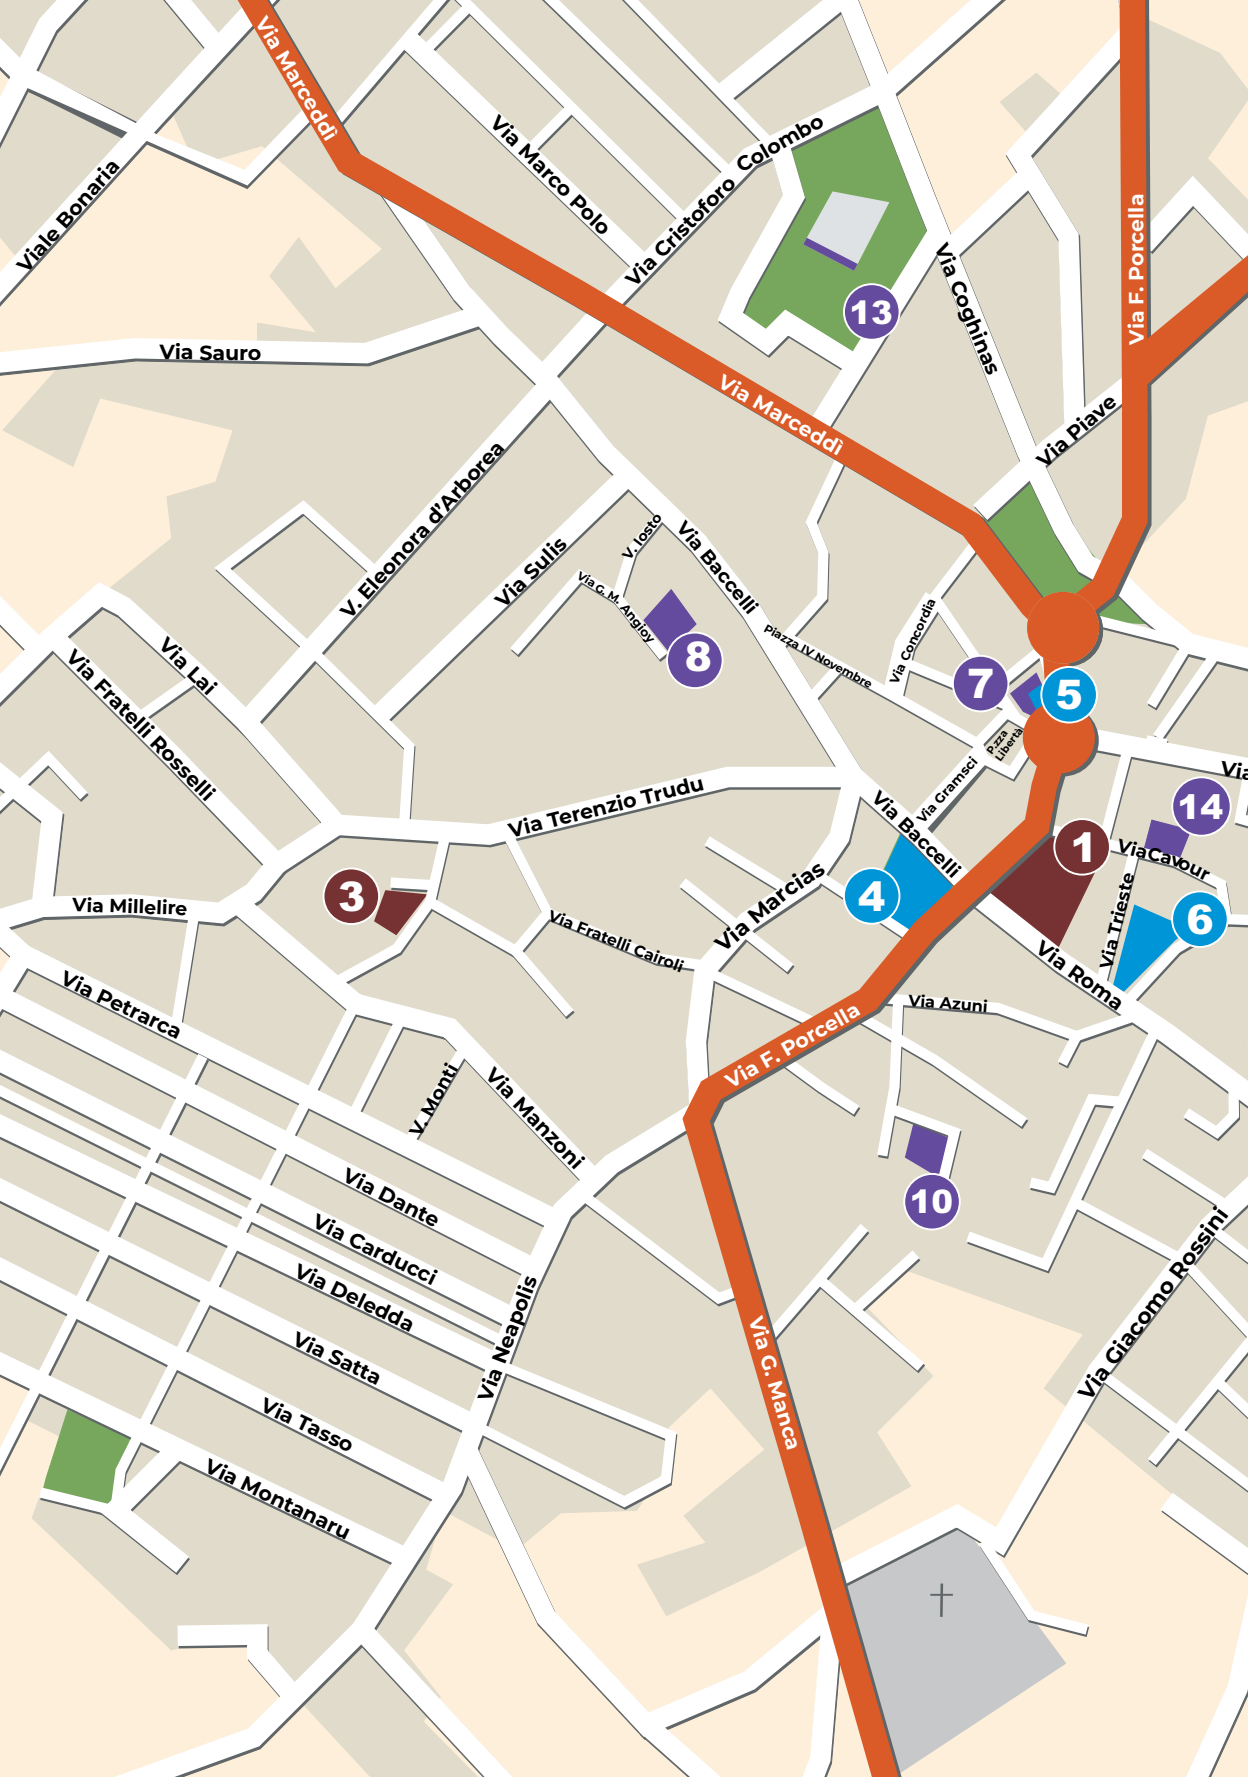 Via Marceddì
Via Marco Polo
Via Cristoforo Colombo
Viale Bonaria
Via F. Porcella
Via Coghinas
13
Via Sauro
Via Marceddì
Via Piave
V. Eleonora d'Arborea
Via Sulis
V. Iosto
Via Baccelli
Via G. M. Angioy
8
Piazza IV Novembre
Via Concordia
7
5
P.zza
Libertà
Via Lai
Via Fratelli Rosselli
Via Gramsci
Via
14
Via Terenzio Trudu
Via Baccelli
1
Via Cavour
Via Marcias
4
3
Via Millelire
Via Trieste
6
Via Fratelli Cairoli
Via Roma
Via Petrarca
Via Azuni
Via F. Porcella
V. Monti
Via Manzoni
10
Via Dante
Via Carducci
Via Deledda
Via Neapolis
Via Giacomo Rossini
Via Satta
Via G. Manca
Via Tasso
Via Montanaru